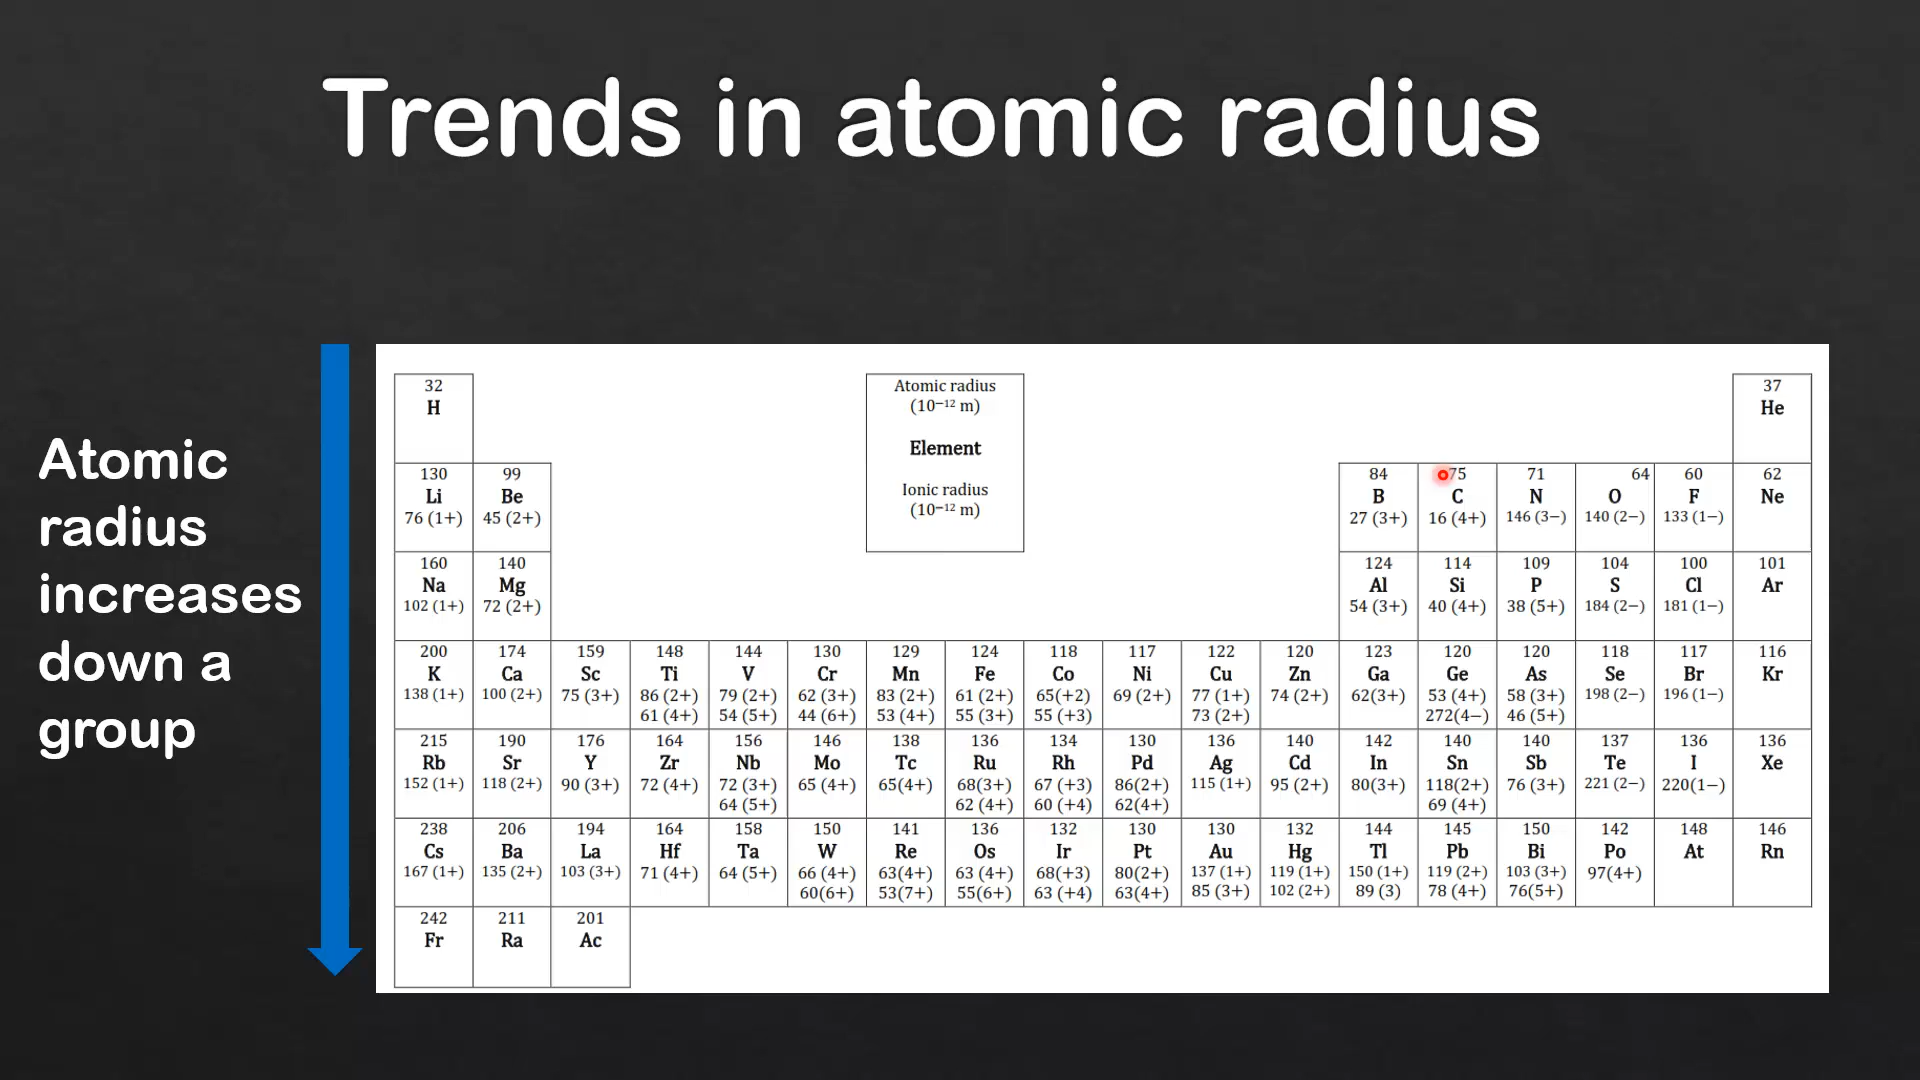 Trends in atomic radius
Atomic
radius
increases
down a
group
32 Atomic radius 37
H (10⁻¹² m) He
Element
130 99 Ionic radius 84 75 71 64 60 62
Li Be (10⁻¹² m) B C N O F Ne
76 (1+) 45 (2+) 27 (3+) 16 (4+) 146 (3−) 140 (2−) 133 (1−)
160 140 124 114 109 104 100 101
Na Mg Al Si P S Cl Ar
102 (1+) 72 (2+) 54 (3+) 40 (4+) 38 (5+) 184 (2−) 181 (1−)
200 174 159 148 144 130 129 124 118 117 122 120 123 120 120 118 117 116
K Ca Sc Ti V Cr Mn Fe Co Ni Cu Zn Ga Ge As Se Br Kr
138 (1+) 100 (2+) 75 (3+) 86 (2+) 79 (2+) 62 (3+) 83 (2+) 61 (2+) 65(+2) 69 (2+) 77 (1+) 74 (2+) 62(3+) 53 (4+) 58 (3+) 198 (2−) 196 (1−)
61 (4+) 54 (5+) 44 (6+) 53 (4+) 55 (3+) 55 (+3) 73 (2+) 272(4−) 46 (5+)
215 190 176 164 156 146 138 136 134 130 136 140 142 140 140 137 136 136
Rb Sr Y Zr Nb Mo Tc Ru Rh Pd Ag Cd In Sn Sb Te I Xe
152 (1+) 118 (2+) 90 (3+) 72 (4+) 72 (3+) 65 (4+) 65(4+) 68(3+) 67 (+3) 86(2+) 115 (1+) 95 (2+) 80(3+) 118(2+) 76 (3+) 221 (2−) 220(1−)
64 (5+) 62 (4+) 60 (+4) 62(4+) 69 (4+)
238 206 194 164 158 150 141 136 132 130 130 132 144 145 150 142 148 146
Cs Ba La Hf Ta W Re Os Ir Pt Au Hg Tl Pb Bi Po At Rn
167 (1+) 135 (2+) 103 (3+) 71 (4+) 64 (5+) 66 (4+) 63(4+) 63 (4+) 68(+3) 80(2+) 137 (1+) 119 (1+) 150 (1+) 119 (2+) 103 (3+) 97(4+)
60(6+) 53(7+) 55(6+) 63 (+4) 63(4+) 85 (3+) 102 (2+) 89 (3) 78 (4+) 76(5+)
242 211 201
Fr Ra Ac